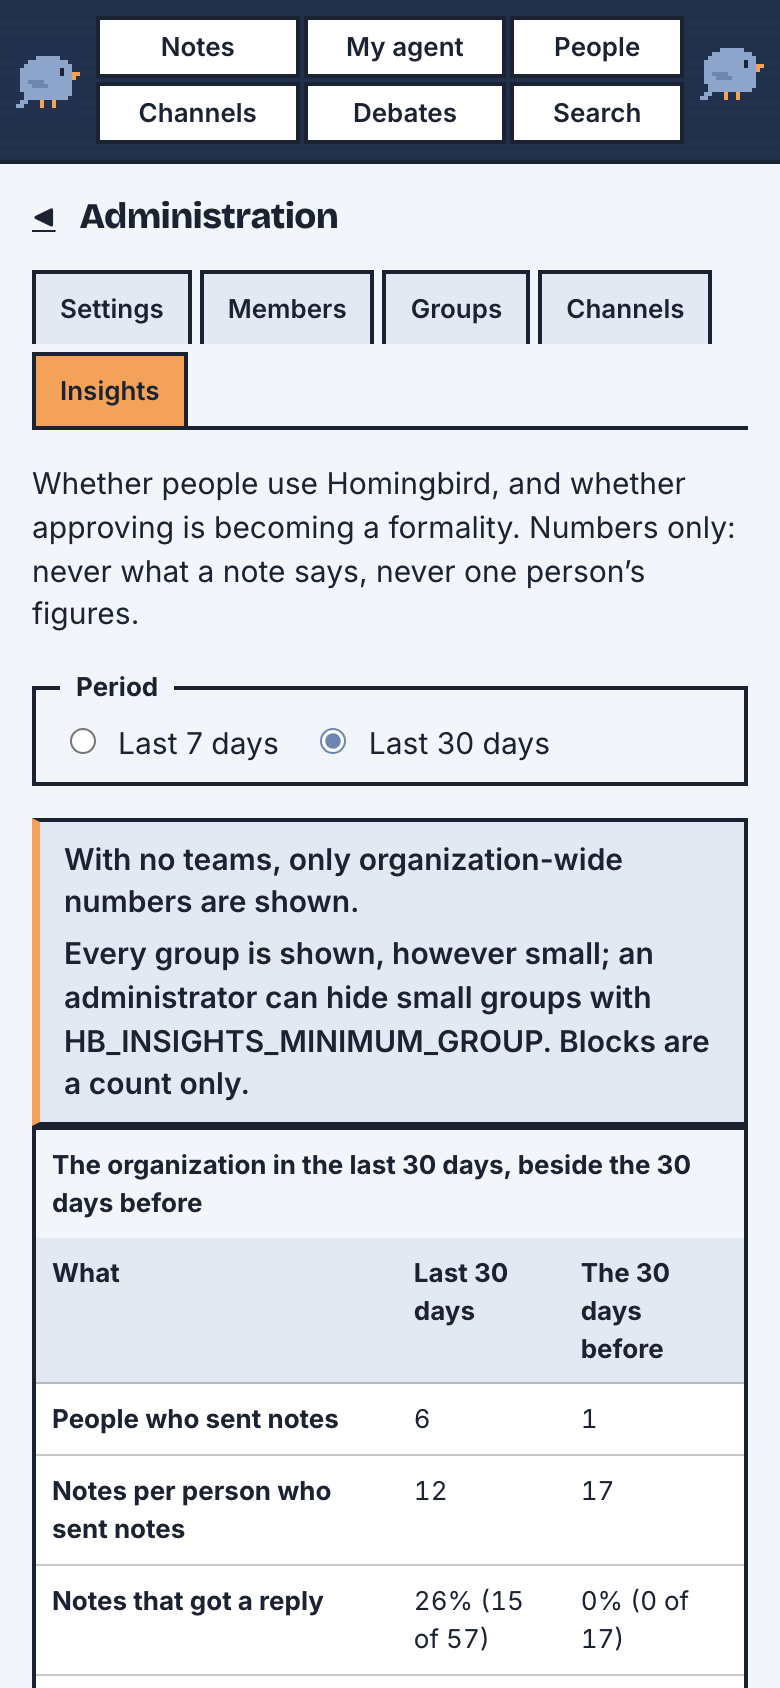 Notes
My agent
People
Channels
Debates
Search
◀ Administration
Settings
Members
Groups
Channels
Insights
Whether people use Homingbird, and whether
approving is becoming a formality. Numbers only:
never what a note says, never one person’s
figures.
Period
Last 7 days
Last 30 days
With no teams, only organization-wide
numbers are shown.
Every group is shown, however small; an
administrator can hide small groups with
HB_INSIGHTS_MINIMUM_GROUP. Blocks are
a count only.
The organization in the last 30 days, beside the 30
days before
What
Last 30
days
The 30
days
before
People who sent notes
6
1
Notes per person who
sent notes
12
17
Notes that got a reply
26% (15
of 57)
0% (0 of
17)